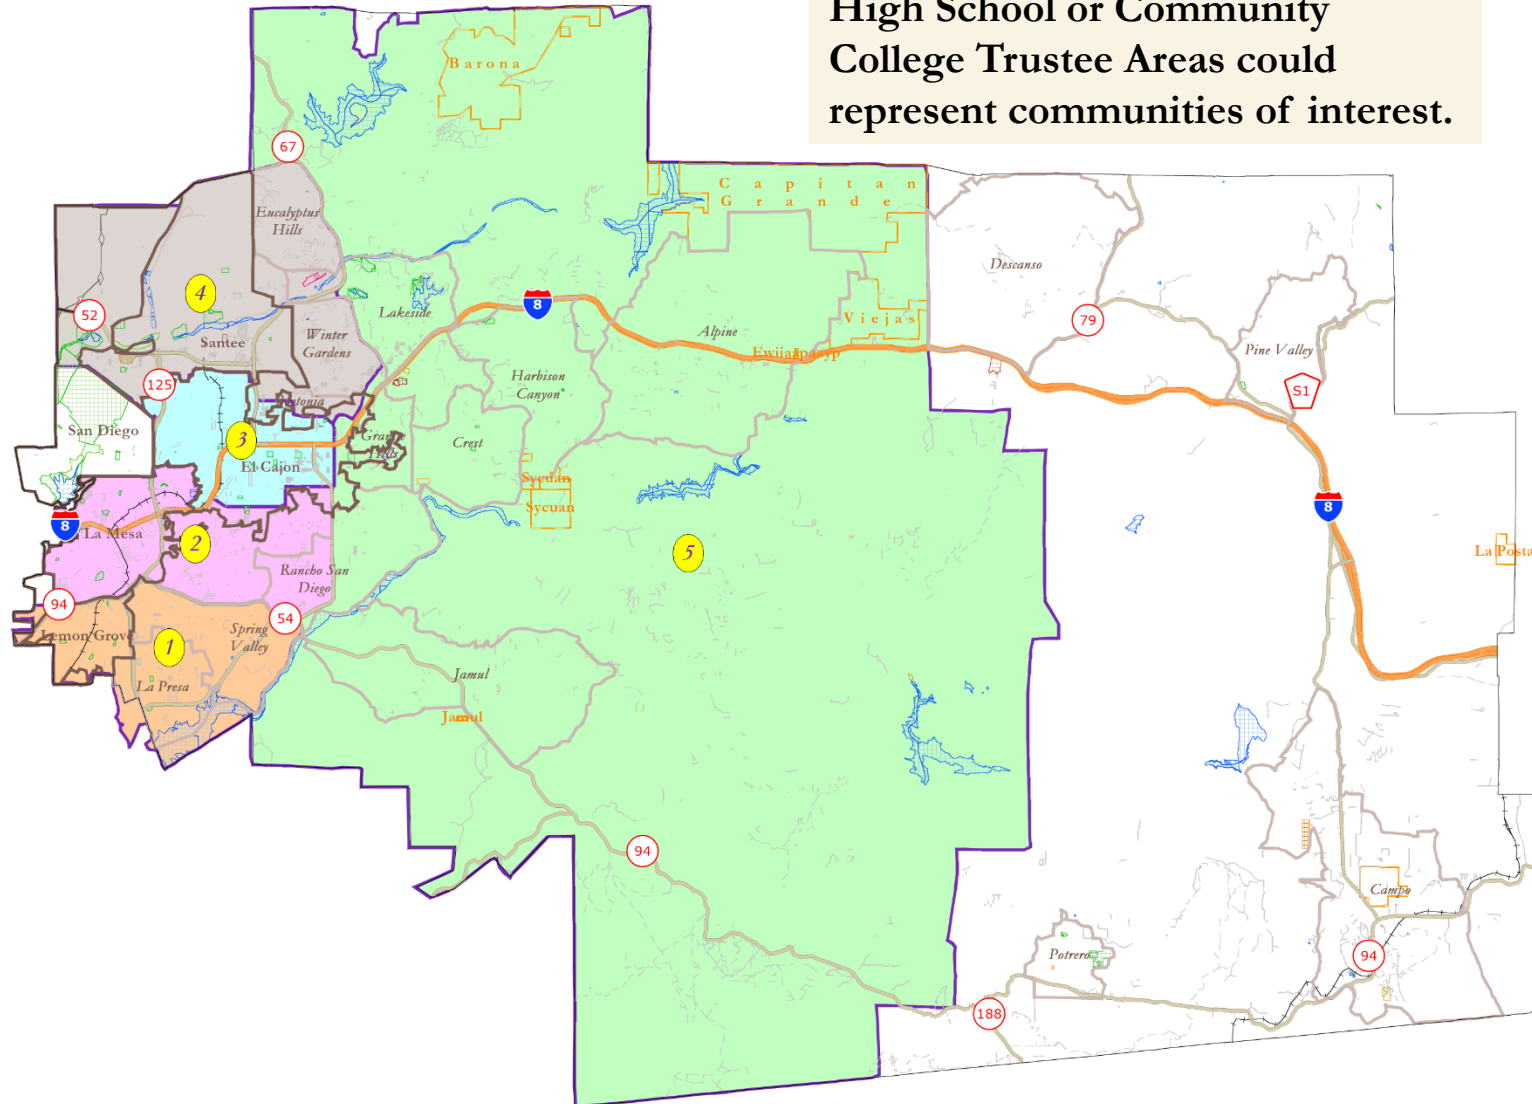 High School or Community
College Trustee Areas could
represent communities of interest.
Barona
67
Capitan
Grande
Eucalyptus
Hills
Descanso
4
8
52
Lakeside
Viejas
79
Santee
Winter
Gardens
Alpine
Ewiiaapaayp
Pine Valley
125
Harbison
Canyon
S1
San Diego
3
Crest
El Cajon
Sycuan
Sycuan
8
8
La Mesa
2
5
La Posta
Rancho San
Diego
94
54
Lemon Grove
1
Spring
Valley
La Presa
Jamul
Jamul
94
Campo
Potrero
94
188